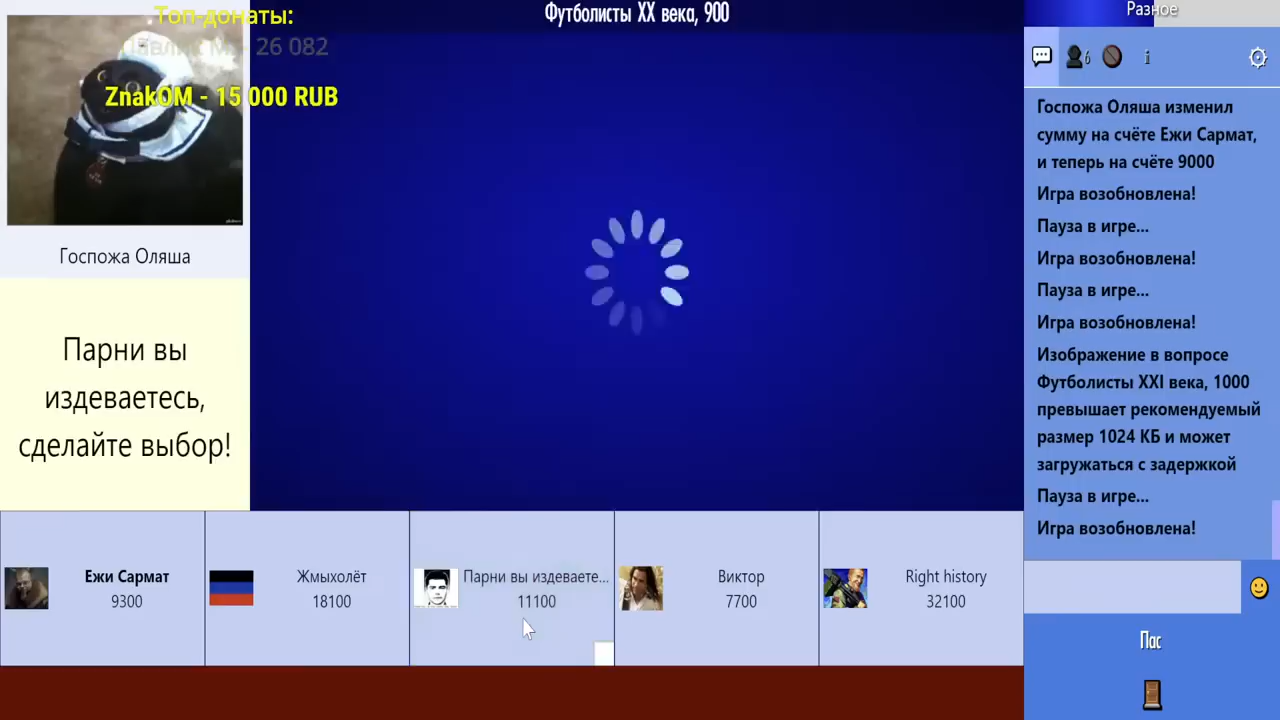 Топ-донаты:
26 082
ZnakOM - 15 000 RUB
Госпожа Оляша
Парни вы
издеваетесь,
сделайте выбор!
Футболисты XX века, 900
Разное
6
i
Госпожа Оляша изменил
сумму на счёте Ежи Сармат,
и теперь на счёте 9000
Игра возобновлена!
Пауза в игре...
Игра возобновлена!
Пауза в игре...
Игра возобновлена!
Изображение в вопросе
Футболисты XXI века, 1000
превышает рекомендуемый
размер 1024 КБ и может
загружаться с задержкой
Пауза в игре...
Игра возобновлена!
Пас
Ежи Сармат
9300
Жмыхолёт
18100
Парни вы издеваете...
11100
Виктор
7700
Right history
32100